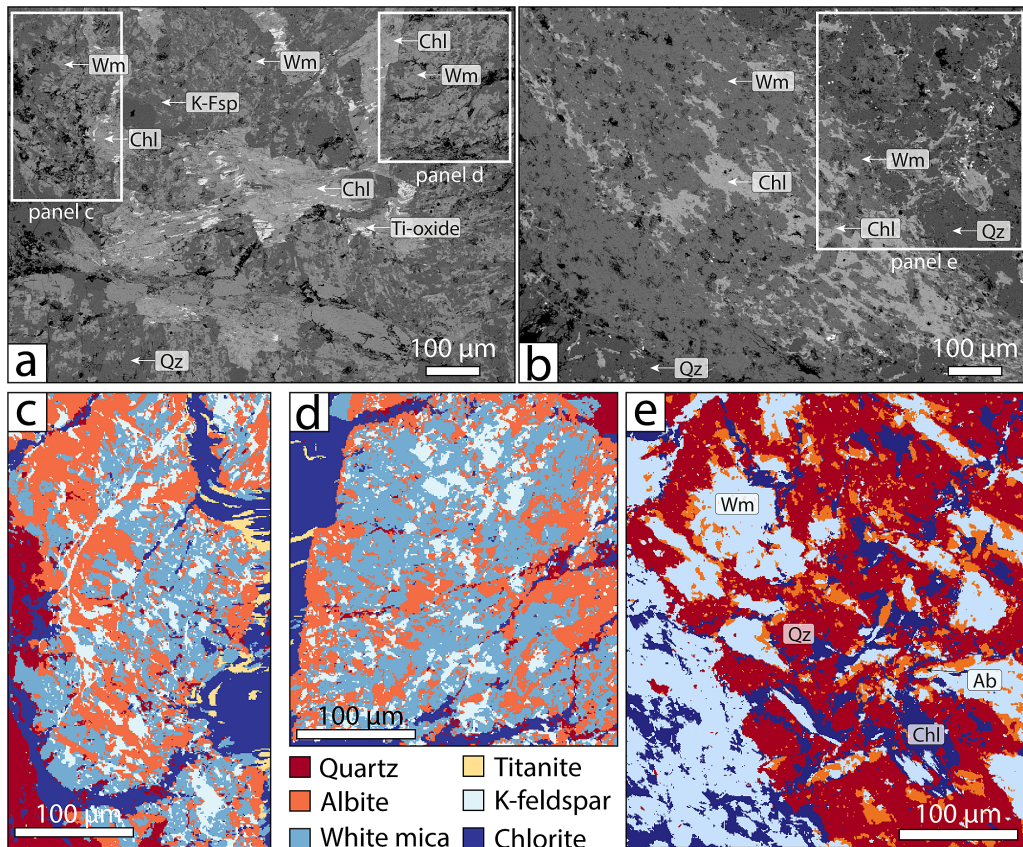 Wm
Wm
Chl
Wm
K-Fsp
Chl
Chl
panel c
panel d
Ti-oxide
Qz
a
100 µm
Wm
Wm
Chl
Chl
Qz
panel e
Qz
b
100 µm
c
100 µm
d
100 µm
e
Wm
Qz
Ab
Chl
100 µm
Quartz
Titanite
Albite
K-feldspar
White mica
Chlorite